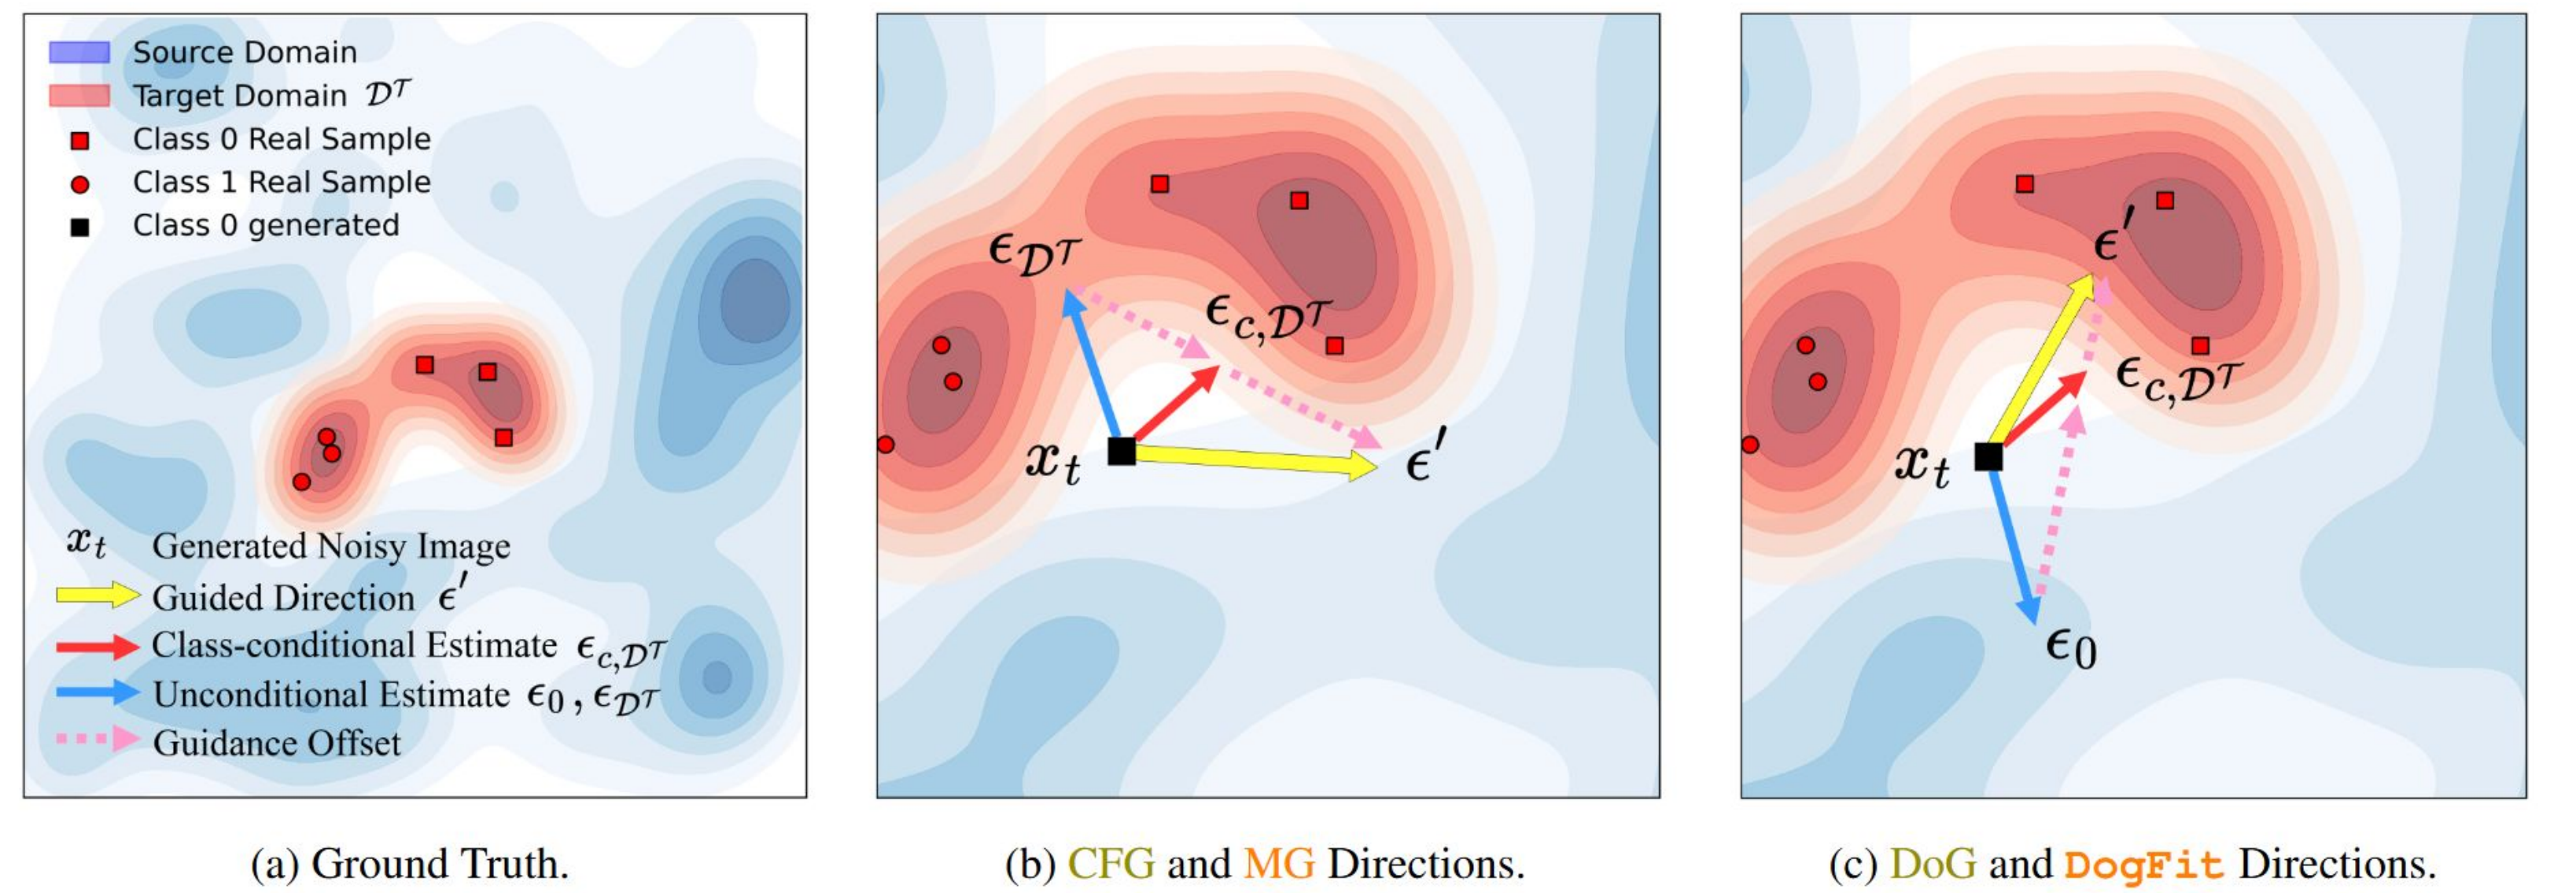 Source Domain
Target Domain 𝒟^𝒯
Class 0 Real Sample
Class 1 Real Sample
Class 0 generated
x_t Generated Noisy Image
Guided Direction ϵ′
Class-conditional Estimate ϵ_{c,𝒟^𝒯}
Unconditional Estimate ϵ_0 , ϵ_{𝒟^𝒯}
Guidance Offset
(a) Ground Truth.
ϵ_{𝒟^𝒯}
ϵ_{c,𝒟^𝒯}
x_t
ϵ′
(b) CFG and MG Directions.
ϵ′
ϵ_{c,𝒟^𝒯}
x_t
ϵ_0
(c) DoG and DogFit Directions.